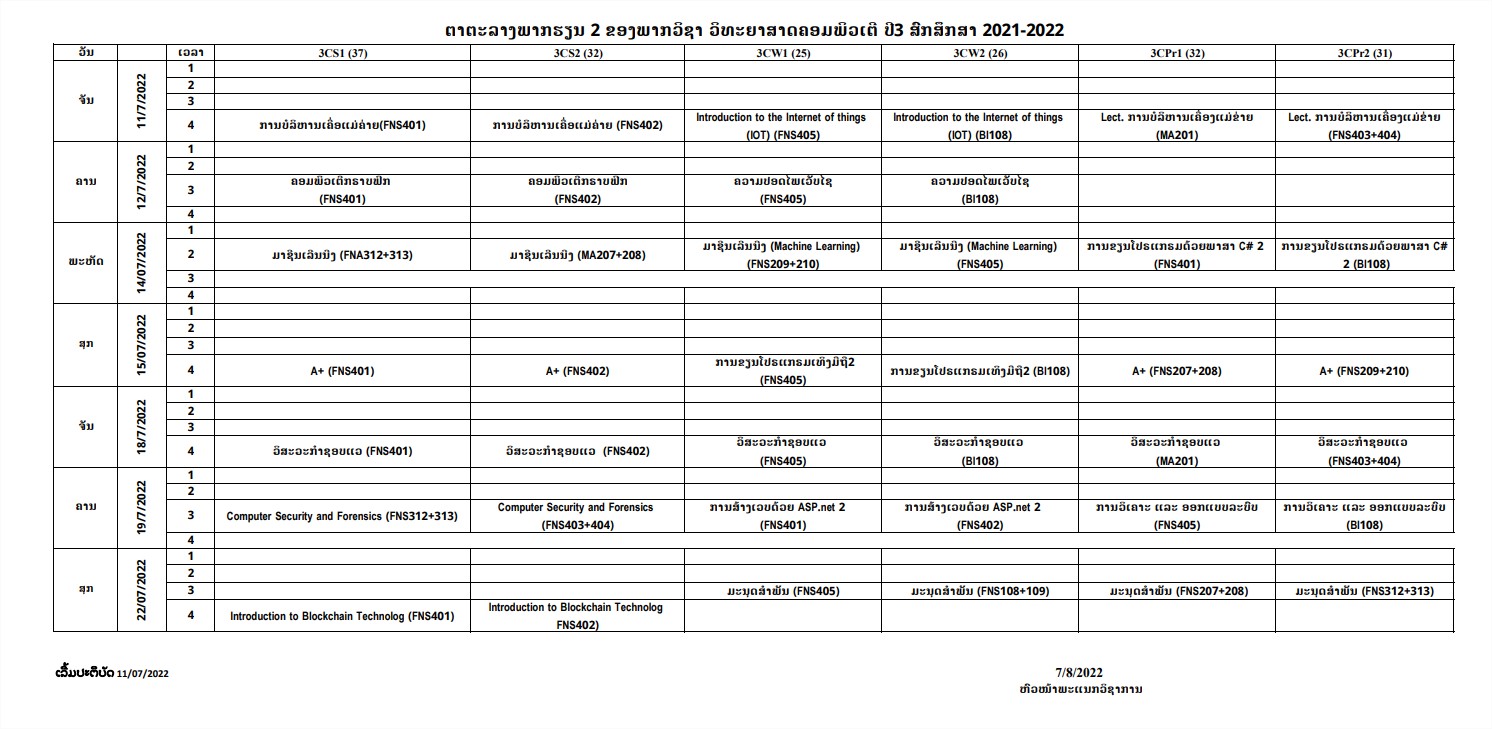 ຕາຕະລາງພາກຮຽນ 2 ຂອງພາກວິຊາ ວິທະຍາສາດຄອມພິວເຕີ ປີ3 ສົກສຶກສາ 2021-2022
ວັນ ເວລາ 3CS1 (37) 3CS2 (32) 3CW1 (25) 3CW2 (26) 3CPr1 (32) 3CPr2 (31)
ຈັນ 11/7/2022
1
2
3
4 ການບໍລິຫານເຄື່ອແມ່ຄ່າຍ(FNS401) ການບໍລິຫານເຄື່ອແມ່ຄ່າຍ (FNS402) Introduction to the Internet of things (IOT) (FNS405) Introduction to the Internet of things (IOT) (BI108) Lect. ການບໍລິຫານເຄື່ອງແມ່ຂ່າຍ (MA201) Lect. ການບໍລິຫານເຄື່ອງແມ່ຂ່າຍ (FNS403+404)
ຄານ 12/7/2022
1
2
3 ຄອມພິວເຕີກຣາບຟິກ (FNS401) ຄອມພິວເຕີກຣາບຟິກ (FNS402) ຄວາມປອດໄພເວັບໄຊ (FNS405) ຄວາມປອດໄພເວັບໄຊ (BI108)
4
ພະຫັດ 14/07/2022
1
2 ມາຊີນເລີນນິງ (FNA312+313) ມາຊີນເລີນນິງ (MA207+208) ມາຊີນເລີນນິງ (Machine Learning) (FNS209+210) ມາຊີນເລີນນິງ (Machine Learning) (FNS405) ການຂຽນໂປຣແກຣມດ້ວຍພາສາ C# 2 (FNS401) ການຂຽນໂປຣແກຣມດ້ວຍພາສາ C# 2 (BI108)
3
4
ສຸກ 15/07/2022
1
2
3
4 A+ (FNS401) A+ (FNS402) ການຂຽນໂປຣແກຣມເທິງມືຖື2 (FNS405) ການຂຽນໂປຣແກຣມເທິງມືຖື2 (BI108) A+ (FNS207+208) A+ (FNS209+210)
ຈັນ 18/7/2022
1
2
3
4 ວິສະວະກຳຊອບແວ (FNS401) ວິສະວະກຳຊອບແວ (FNS402) ວິສະວະກຳຊອບແວ (FNS405) ວິສະວະກຳຊອບແວ (BI108) ວິສະວະກຳຊອບແວ (MA201) ວິສະວະກຳຊອບແວ (FNS403+404)
ຄານ 19/7/2022
1
2
3 Computer Security and Forensics (FNS312+313) Computer Security and Forensics (FNS403+404) ການສ້າງເວບດ້ວຍ ASP.net 2 (FNS401) ການສ້າງເວບດ້ວຍ ASP.net 2 (FNS402) ການວິເຄາະ ແລະ ອອກແບບລະບົບ (FNS405) ການວິເຄາະ ແລະ ອອກແບບລະບົບ (BI108)
4
ສຸກ 22/07/2022
1
2
3 ມະນຸດສຳພັນ (FNS405) ມະນຸດສຳພັນ (FNS108+109) ມະນຸດສຳພັນ (FNS207+208) ມະນຸດສຳພັນ (FNS312+313)
4 Introduction to Blockchain Technolog (FNS401) Introduction to Blockchain Technolog FNS402)
ເລີ້ມປະຕິບັດ 11/07/2022
7/8/2022
ຫົວໜ້າພະແນກວິຊາການ